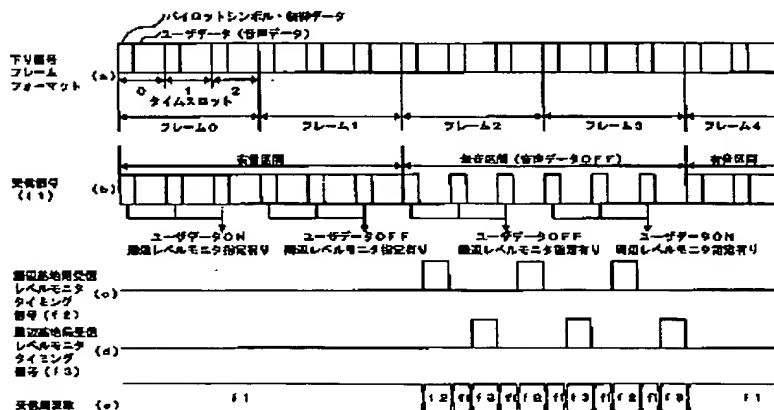 パイロットシンボル・制御データ
ユーザデータ(音声データ)
下り信号
フレーム
フォーマット
(a)
0 1 2
タイムスロット
フレーム0 フレーム1 フレーム2 フレーム3 フレーム4
有音区間 無音区間(音声データOFF) 有音区間
受信信号
(f1)
(b)
ユーザデータON ユーザデータOFF ユーザデータOFF ユーザデータON
周辺レベルモニタ指定有り 周辺レベルモニタ指定有り 周辺レベルモニタ指定有り 周辺レベルモニタ指定有り
周辺基地局受信
レベルモニタ
タイミング
信号(f2)
(c)
周辺基地局受信
レベルモニタ
タイミング
信号(f3)
(d)
受信周波数 (e) f1 f2 f1 f3 f1 f2 f1 f3 f1 f2 f1 f3 f1